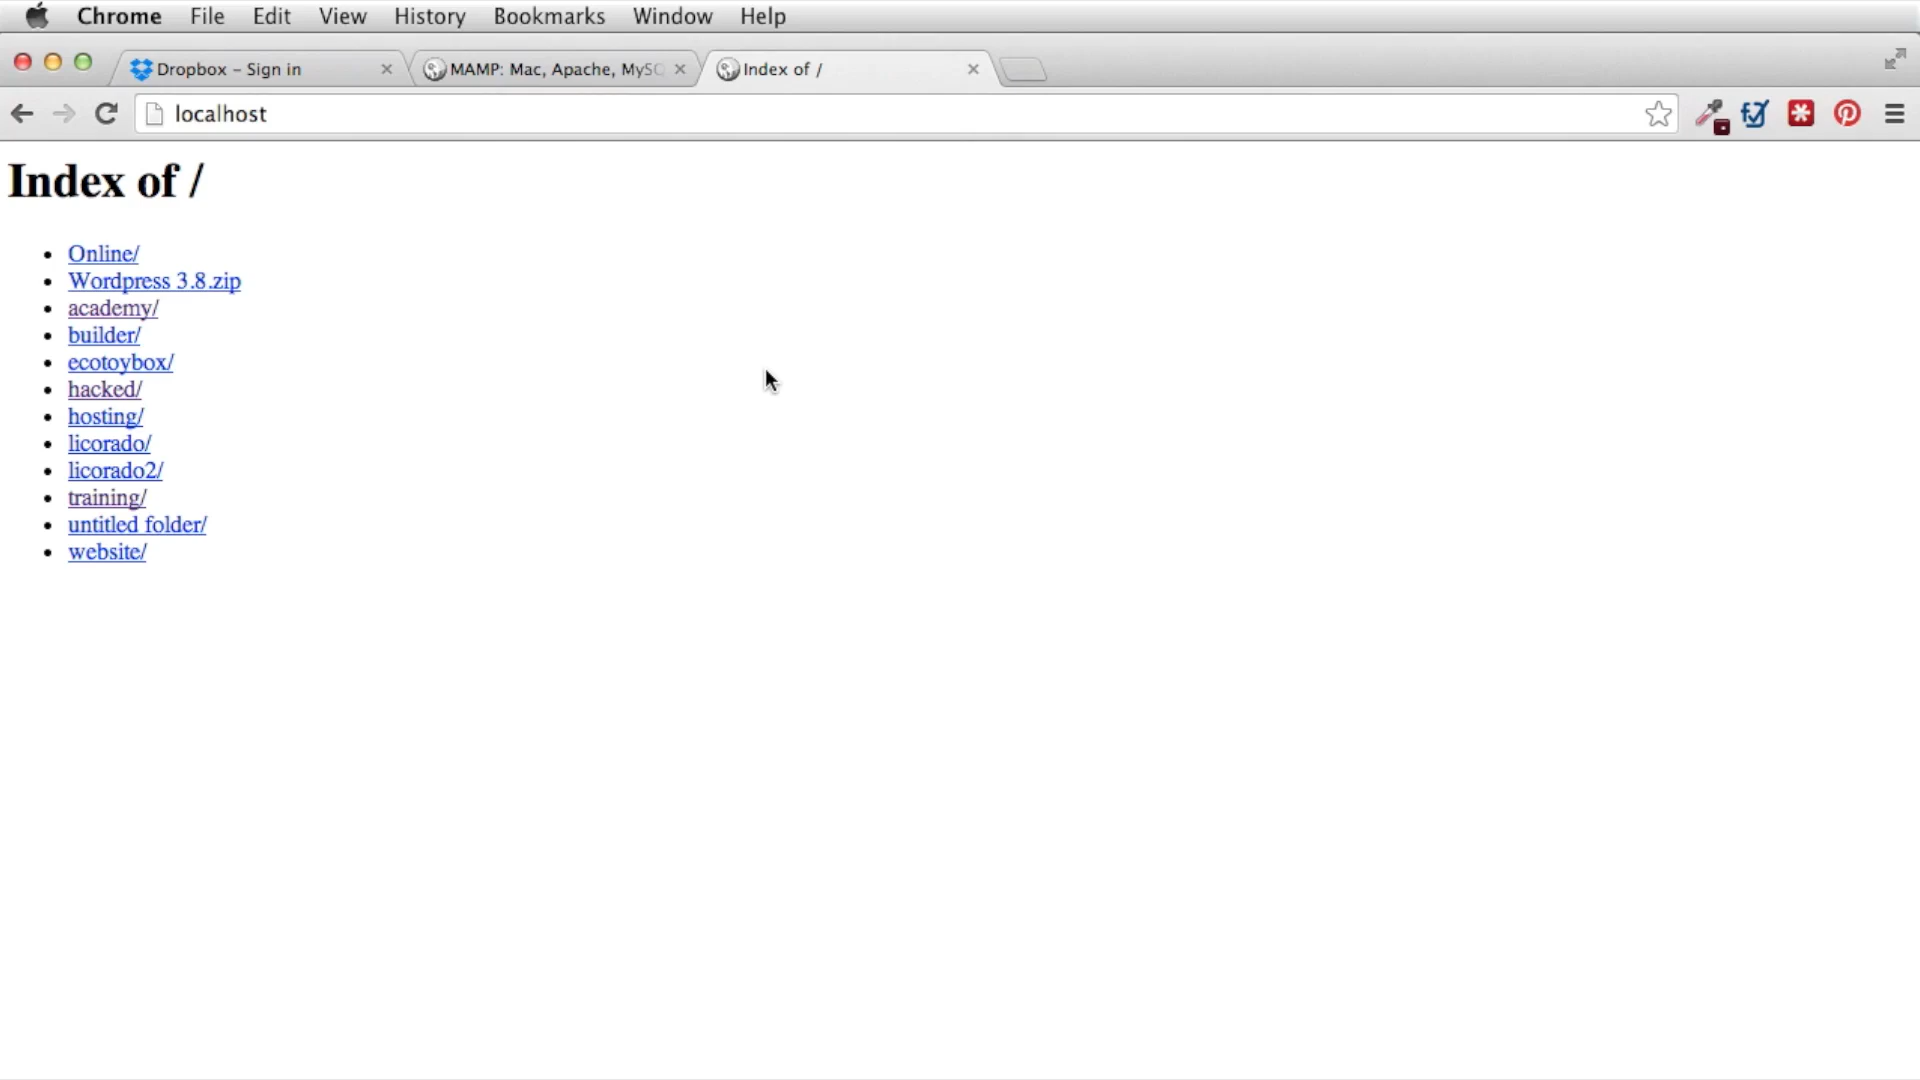 Chrome File Edit View History Bookmarks Window Help
Dropbox – Sign in MAMP: Mac, Apache, MySQ Index of /
localhost
Index of /
Online/
Wordpress 3.8.zip
academy/
builder/
ecotoybox/
hacked/
hosting/
licorado/
licorado2/
training/
untitled folder/
website/